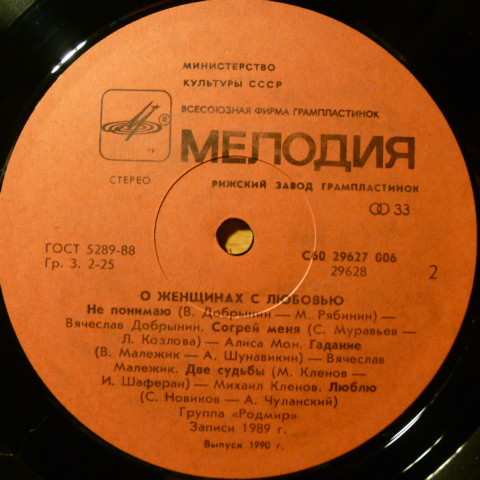 МИНИСТЕРСТВО
КУЛЬТУРЫ СССР
ВСЕСОЮЗНАЯ ФИРМА ГРАМПЛАСТИНОК
®
МЕЛОДИЯ
СТЕРЕО
РИЖСКИЙ ЗАВОД ГРАМПЛАСТИНОК
33
ГОСТ 5289-88
Гр. 3. 2-25
С60 29627 006
29628
2
О ЖЕНЩИНАХ С ЛЮБОВЬЮ
Не понимаю (В. Добрынин — М. Рябинин) —
Вячеслав Добрынин. Согрей меня (С. Муравьев —
Л. Козлова) — Алиса Мон. Гадание
(В. Малежик — А. Шунавикин) — Вячеслав
Малежик. Две судьбы (М. Кленов —
И. Шаферан) — Михаил Кленов. Люблю
(С. Новиков — А. Чуланский)
Группа «Редмир»
Записи 1989 г.
Выпуск 1990 г.